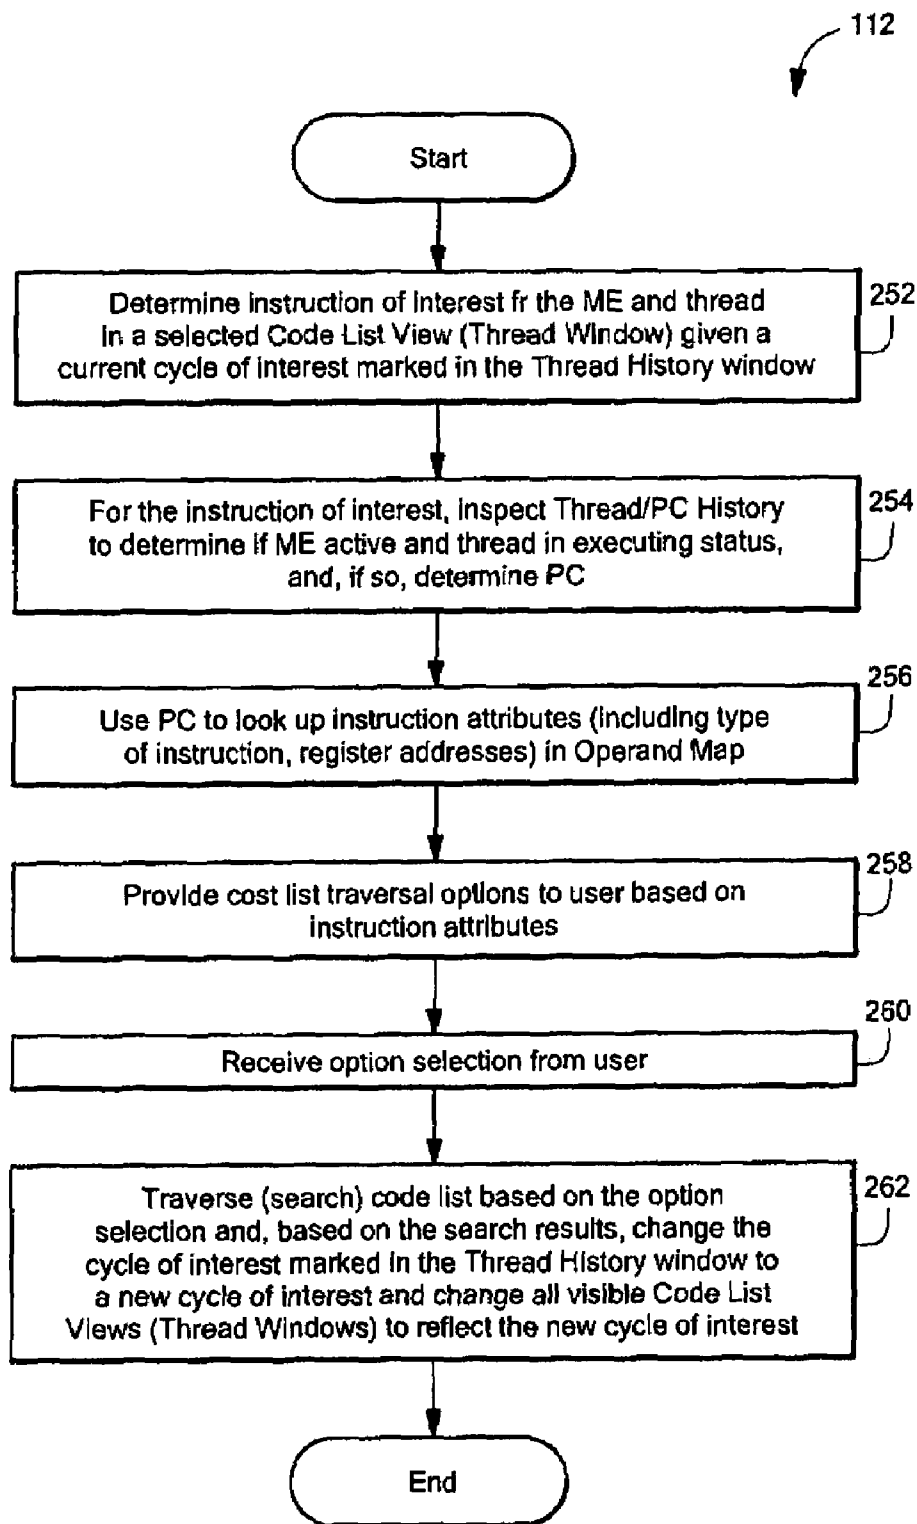 112
Start
Determine instruction of interest fr the ME and thread
in a selected Code List View (Thread Window) given a
current cycle of interest marked in the Thread History window
252
For the instruction of interest, inspect Thread/PC History
to determine if ME active and thread in executing status,
and, if so, determine PC
254
Use PC to look up instruction attributes (including type
of instruction, register addresses) in Operand Map
256
Provide cost list traversal options to user based on
instruction attributes
258
Receive option selection from user
260
Traverse (search) code list based on the option
selection and, based on the search results, change the
cycle of interest marked in the Thread History window to
a new cycle of interest and change all visible Code List
Views (Thread Windows) to reflect the new cycle of interest
262
End